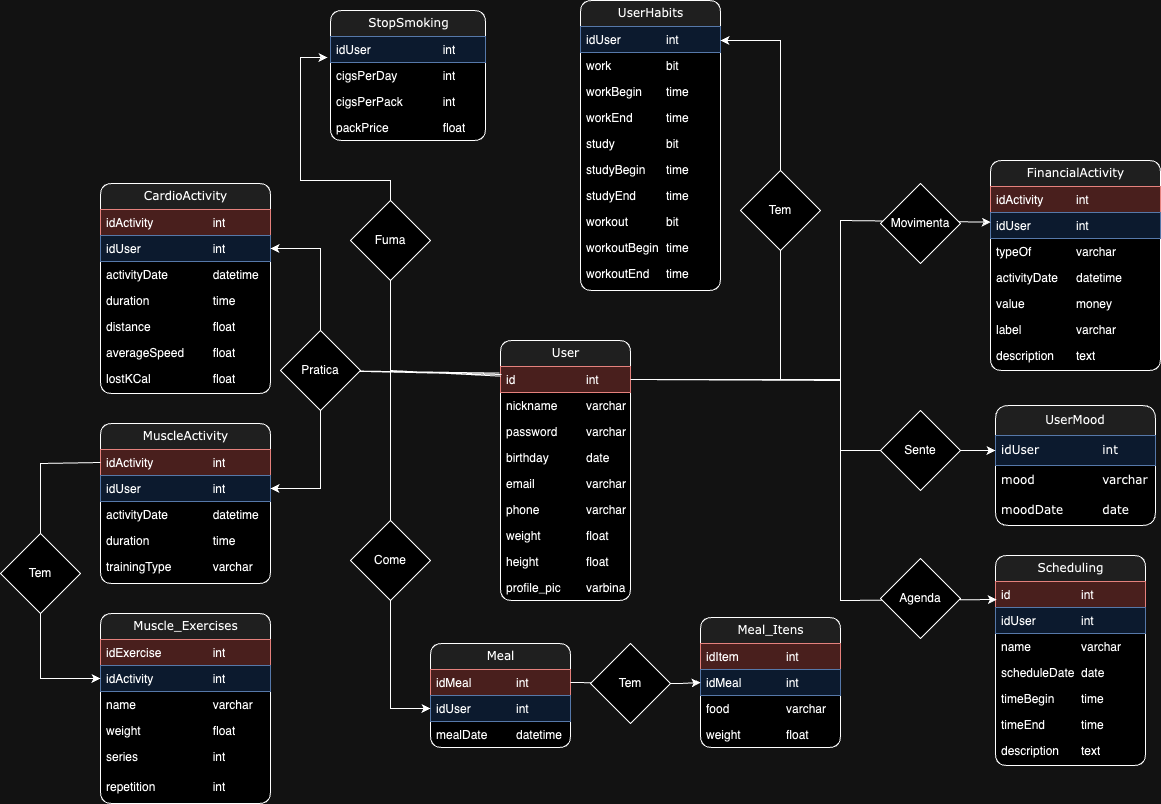 StopSmoking
idUser int
cigsPerDay int
cigsPerPack int
packPrice float
UserHabits
idUser int
work bit
workBegin time
workEnd time
study bit
studyBegin time
studyEnd time
workout bit
workoutBegin time
workoutEnd time
Tem
Movimenta
FinancialActivity
idActivity int
idUser int
typeOf varchar
activityDate datetime
value money
label varchar
description text
CardioActivity
idActivity int
idUser int
activityDate datetime
duration time
distance float
averageSpeed float
lostKCal float
Fuma
Pratica
User
id int
nickname varchar
password varchar
birthday date
email varchar
phone varchar
weight float
height float
profile_pic varbina
MuscleActivity
idActivity int
idUser int
activityDate datetime
duration time
trainingType varchar
Sente
UserMood
idUser int
mood varchar
moodDate date
Tem
Come
Agenda
Scheduling
id int
idUser int
name varchar
scheduleDate date
timeBegin time
timeEnd time
description text
Muscle_Exercises
idExercise int
idActivity int
name varchar
weight float
series int
repetition int
Meal
idMeal int
idUser int
mealDate datetime
Tem
Meal_Itens
idItem int
idMeal int
food varchar
weight float